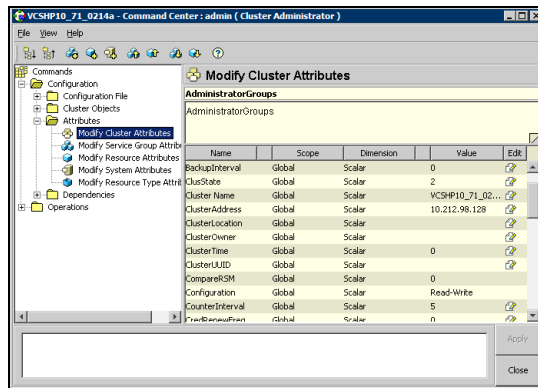 VCSHP10_71_0214a - Command Center : admin ( Cluster Administrator )
File View Help
Commands
Configuration
Configuration File
Cluster Objects
Attributes
Modify Cluster Attributes
Modify Service Group Attrib
Modify Resource Attributes
Modify System Attributes
Modify Resource Type Attrib
Dependencies
Operations
Modify Cluster Attributes
AdministratorGroups
AdministratorGroups
Name Scope Dimension Value Edit
BackupInterval Global Scalar 0
ClusState Global Scalar 2
Cluster Name Global Scalar VCSHP10_71_02...
ClusterAddress Global Scalar 10.212.98.128
ClusterLocation Global Scalar
ClusterOwner Global Scalar
ClusterTime Global Scalar 0
ClusterUUID Global Scalar
CompareRSM Global Scalar 0
Configuration Global Scalar Read-Write
CounterInterval Global Scalar 5
CredRenewFreq Global Scalar 0
Apply
Close